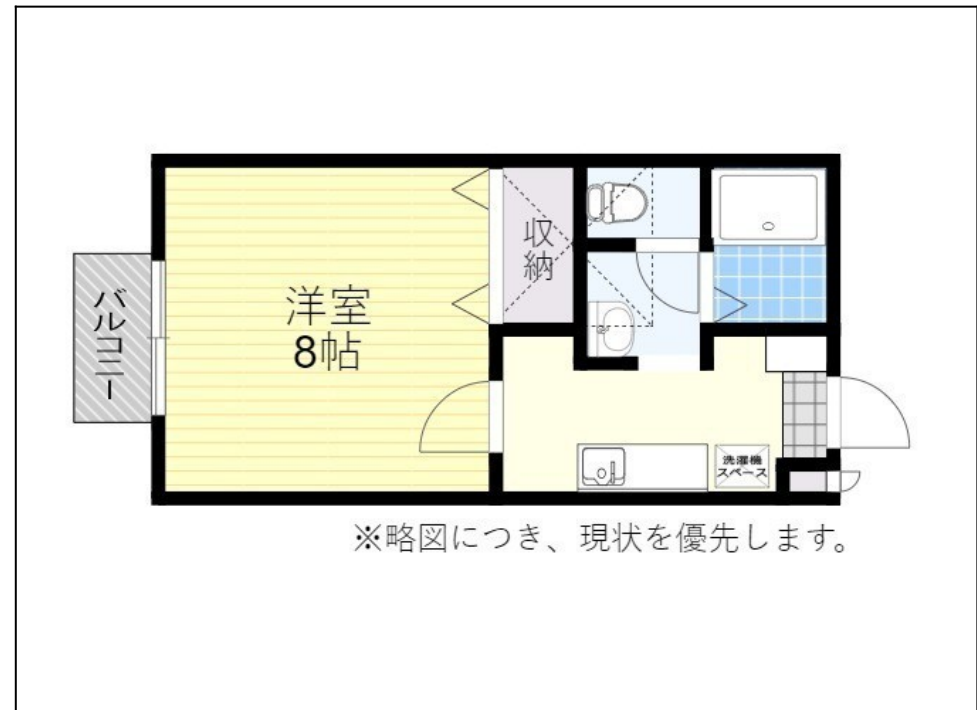 バルコニー
洋室
8帖
収納
洗濯機
スペース
※略図につき、現状を優先します。